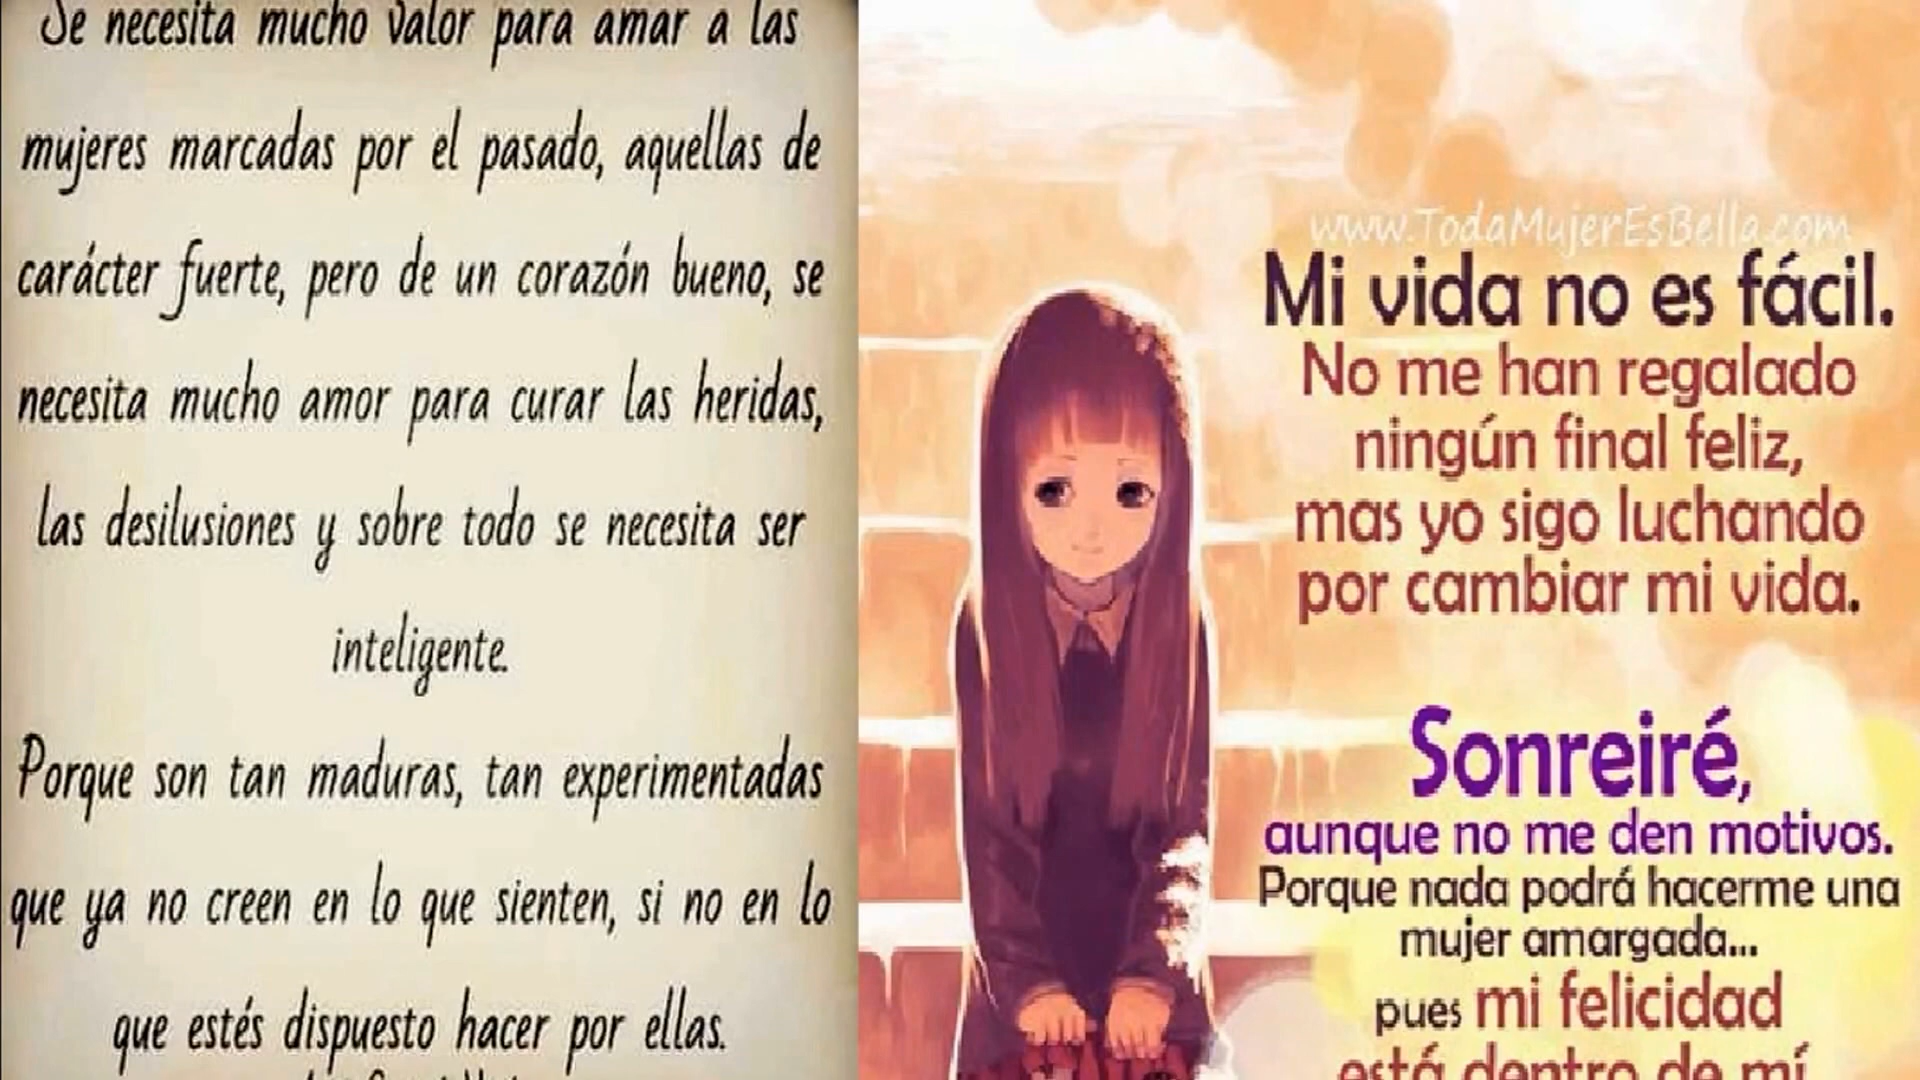 Se necesita mucho valor para amar a las
mujeres marcadas por el pasado, aquellas de
carácter fuerte, pero de un corazón bueno, se
necesita mucho amor para curar las heridas,
las desilusiones y sobre todo se necesita ser
inteligente.
Porque son tan maduras, tan experimentadas
que ya no creen en lo que sienten, si no en lo
que estés dispuesto hacer por ellas.
www.TodaMujerEsBella.com
Mi vida no es fácil.
No me han regalado
ningún final feliz,
mas yo sigo luchando
por cambiar mi vida.
Sonreiré,
aunque no me den motivos.
Porque nada podrá hacerme una
mujer amargada...
pues mi felicidad
está dentro de mí